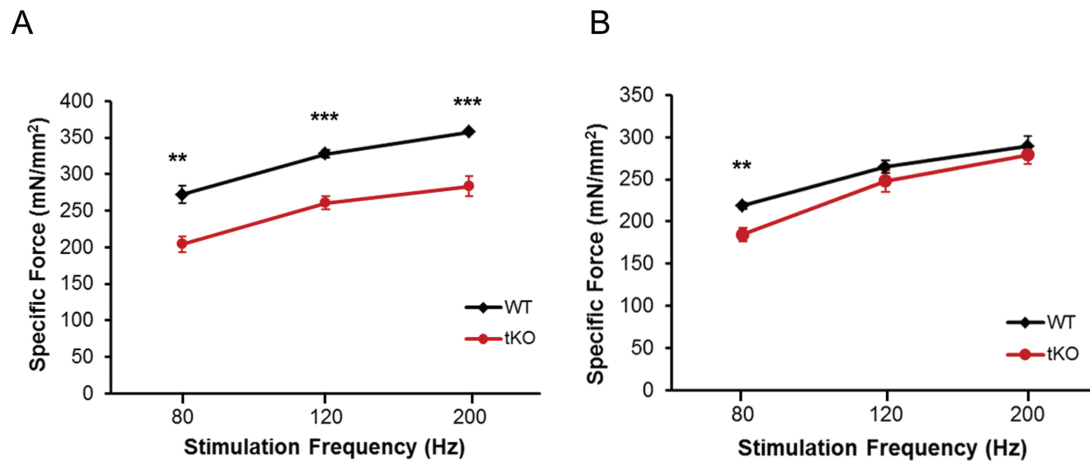 A
B
400
350
300
250
200
150
100
50
0
**
***
***
WT
tKO
80
120
200
Specific Force (mN/mm²)
Stimulation Frequency (Hz)
350
300
250
200
150
100
50
0
**
WT
tKO
80
120
200
Specific Force (mN/mm²)
Stimulation Frequency (Hz)